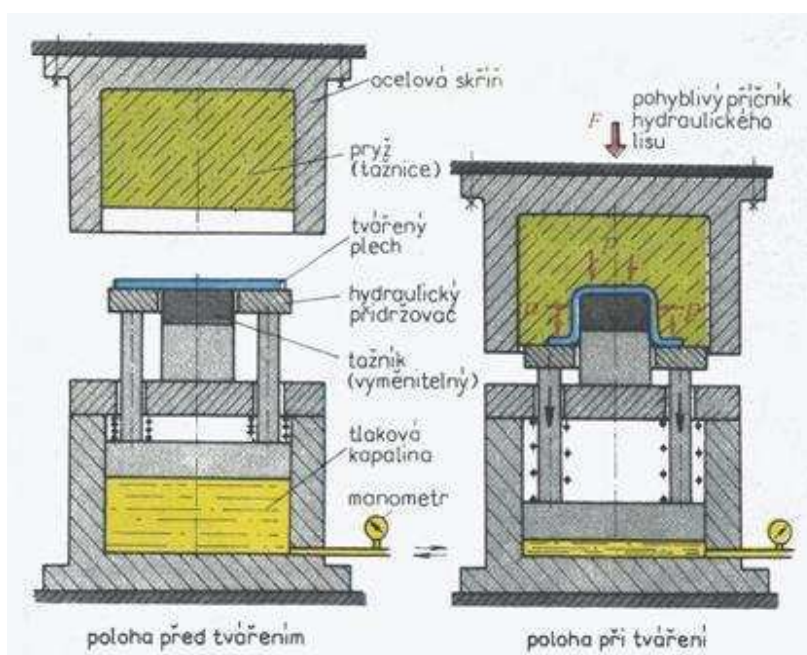 ocelová skříň
pryž
(tažnice)
tvářený
plech
hydraulický
přidržovač
tažník
(vyměnitelný)
tlaková
kapalina
manometr
poloha před tvářením
F
pohyblivý příčník
hydraulického
lisu
p
p
p
poloha při tváření